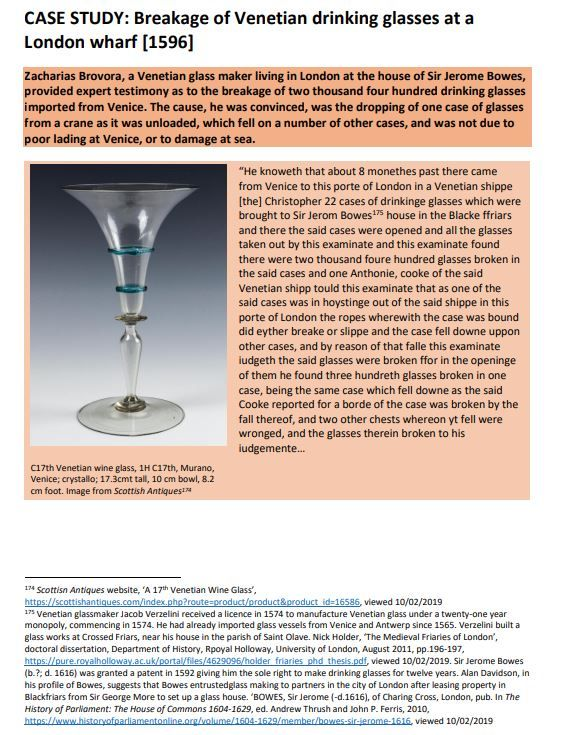 CASE STUDY: Breakage of Venetian drinking glasses at a
London wharf [1596]
Zacharias Brovora, a Venetian glass maker living in London at the house of Sir Jerome Bowes,
provided expert testimony as to the breakage of two thousand four hundred drinking glasses
imported from Venice. The cause, he was convinced, was the dropping of one case of glasses
from a crane as it was unloaded, which fell on a number of other cases, and was not due to
poor lading at Venice, or to damage at sea.
“He knoweth that about 8 monethes past there came
from Venice to this porte of London in a Venetian shippe
[the] Christopher 22 cases of drinkinge glasses which were
brought to Sir Jerom Bowes¹⁷⁵ house in the Blacke ffriars
and there the said cases were opened and all the glasses
taken out by this examinate and this examinate found
there were two thousand foure hundred glasses broken in
the said cases and one Anthonie, cooke of the said
Venetian shipp tould this examinate that as one of the
said cases was in hoystinge out of the said shippe in this
porte of London the ropes wherewith the case was bound
did eyther breake or slippe and the case fell downe uppon
other cases, and by reason of that falle this examinate
iudgeth the said glasses were broken ffor in the openinge
of them he found three hundreth glasses broken in one
case, being the same case which fell downe as the said
Cooke reported for a borde of the case was broken by the
fall thereof, and two other chests whereon yt fell were
wronged, and the glasses therein broken to his
iudgemente…
C17th Venetian wine glass, 1H C17th, Murano,
Venice; crystallo; 17.3cmt tall, 10 cm bowl, 8.2
cm foot. Image from Scottish Antiques¹⁷⁴
¹⁷⁴ Scottish Antiques website, ‘A 17ᵗʰ Venetian Wine Glass’,
https://scottishantiques.com/index.php?route=product/product&product_id=16586, viewed 10/02/2019
¹⁷⁵ Venetian glassmaker Jacob Verzelini received a licence in 1574 to manufacture Venetian glass under a twenty-one year
monopoly, commencing in 1574. He had already imported glass vessels from Venice and Antwerp since 1565. Verzelini built a
glass works at Crossed Friars, near his house in the parish of Saint Olave. Nick Holder, ‘The Medieval Friaries of London’,
doctoral dissertation, Department of History, Rpoyal Holloway, University of London, August 2011, pp.196-197,
https://pure.royalholloway.ac.uk/portal/files/4629096/holder_friaries_phd_thesis.pdf, viewed 10/02/2019. Sir Jerome Bowes
(b.?; d. 1616) was granted a patent in 1592 giving him the sole right to make drinking glasses for twelve years. Alan Davidson, in
his profile of Bowes, suggests that Bowes entrustedglass making to partners in the city of London after leasing property in
Blackfriars from Sir George More to set up a glass house. ‘BOWES, Sir Jerome (-d.1616), of Charing Cross, London, pub. In The
History of Parliament: The House of Commons 1604-1629, ed. Andrew Thrush and John P. Ferris, 2010,
https://www.historyofparliamentonline.org/volume/1604-1629/member/bowes-sir-jerome-1616, viewed 10/02/2019